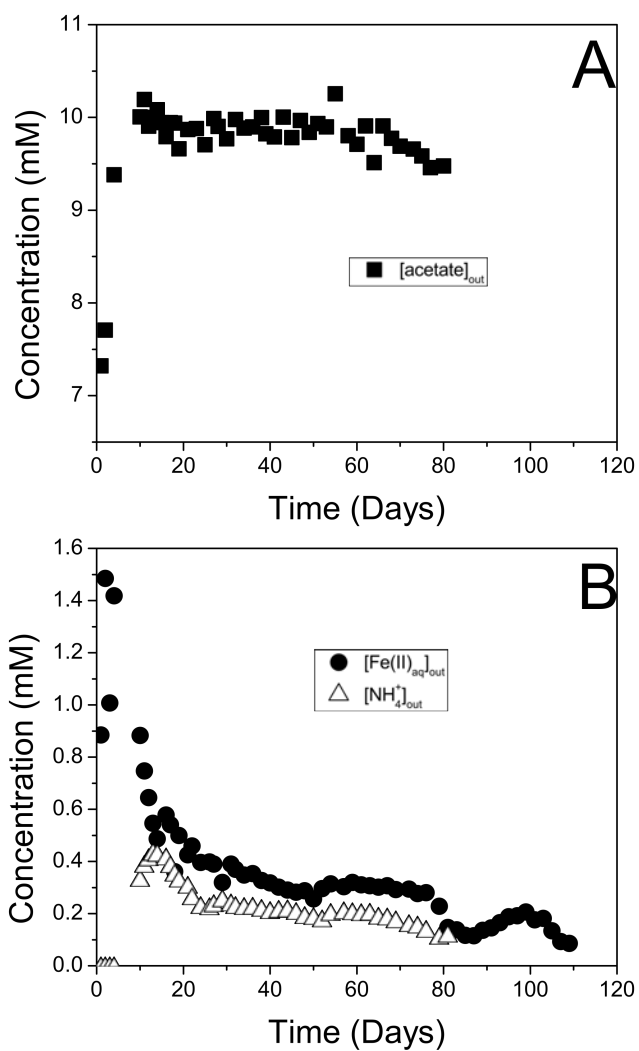 A
11
10
9
8
7
Concentration (mM)
[acetate]out
0 20 40 60 80 100 120
Time (Days)
B
1.6
1.4
1.2
1.0
0.8
0.6
0.4
0.2
0.0
Concentration (mM)
[Fe(II)aq]out
[NH4+]out
0 20 40 60 80 100 120
Time (Days)